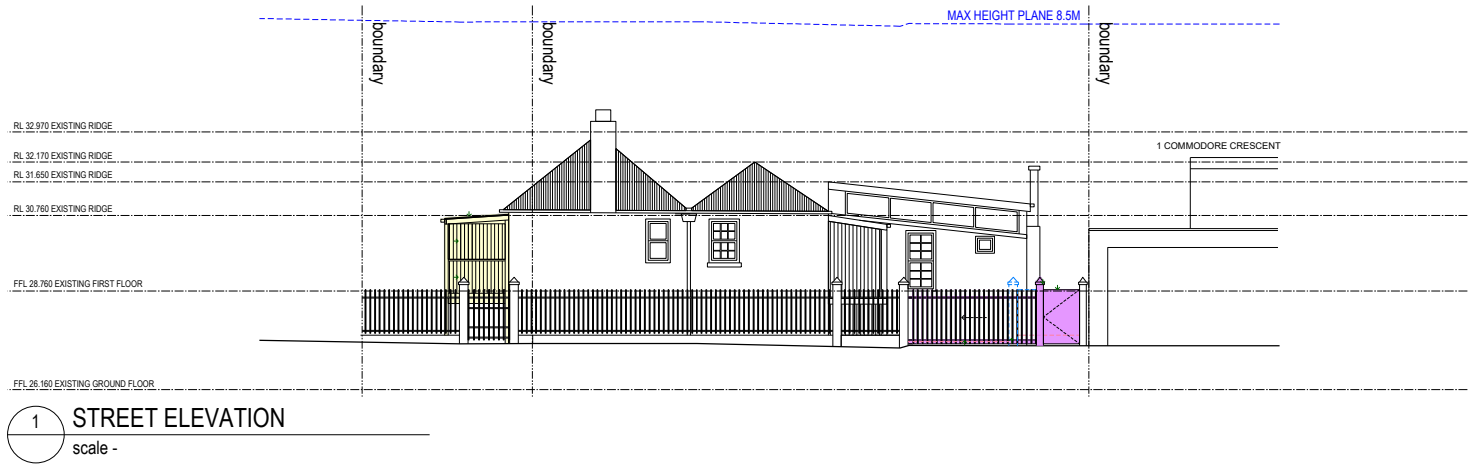 MAX HEIGHT PLANE 8.5M
boundary
boundary
boundary
RL 32.970 EXISTING RIDGE
1 COMMODORE CRESCENT
RL 32.170 EXISTING RIDGE
RL 31.650 EXISTING RIDGE
RL 30.760 EXISTING RIDGE
FFL 28.760 EXISTING FIRST FLOOR
FFL 26.160 EXISTING GROUND FLOOR
1 STREET ELEVATION
scale -